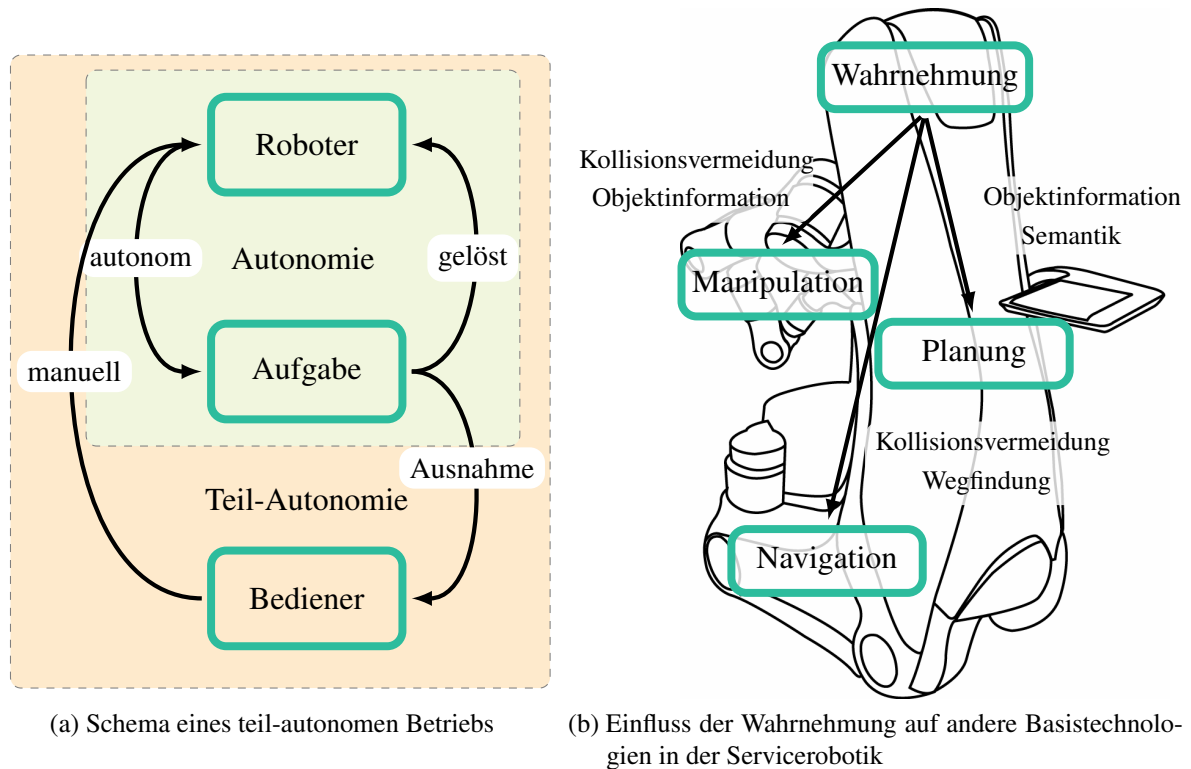 Roboter
autonom
Autonomie
gelöst
manuell
Aufgabe
Ausnahme
Teil-Autonomie
Bediener
(a) Schema eines teil-autonomen Betriebs
Wahrnehmung
Kollisionsvermeidung
Objektinformation
Objektinformation
Semantik
Manipulation
Planung
Kollisionsvermeidung
Wegfindung
Navigation
(b) Einfluss der Wahrnehmung auf andere Basistechnolo-
gien in der Servicerobotik